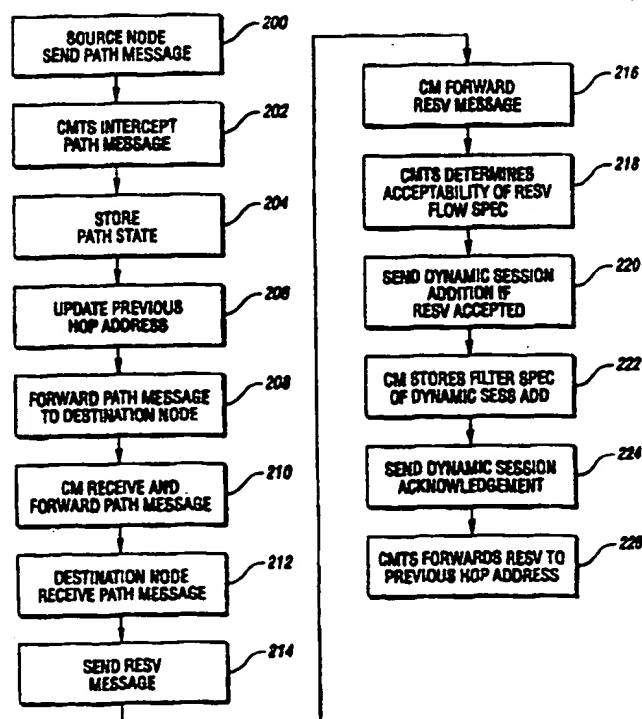 200
SOURCE NODE
SEND PATH MESSAGE
202
CMTS INTERCEPT
PATH MESSAGE
204
STORE
PATH STATE
206
UPDATE PREVIOUS
HOP ADDRESS
208
FORWARD PATH MESSAGE
TO DESTINATION NODE
210
CM RECEIVE AND
FORWARD PATH MESSAGE
212
DESTINATION NODE
RECEIVE PATH MESSAGE
214
SEND RESV
MESSAGE
216
CM FORWARD
RESV MESSAGE
218
CMTS DETERMINES
ACCEPTABILITY OF RESV
FLOW SPEC
220
SEND DYNAMIC SESSION
ADDITION IF
RESV ACCEPTED
222
CM STORES FILTER SPEC
OF DYNAMIC SESS ADD
224
SEND DYNAMIC SESSION
ACKNOWLEDGEMENT
226
CMTS FORWARDS RESV TO
PREVIOUS HOP ADDRESS